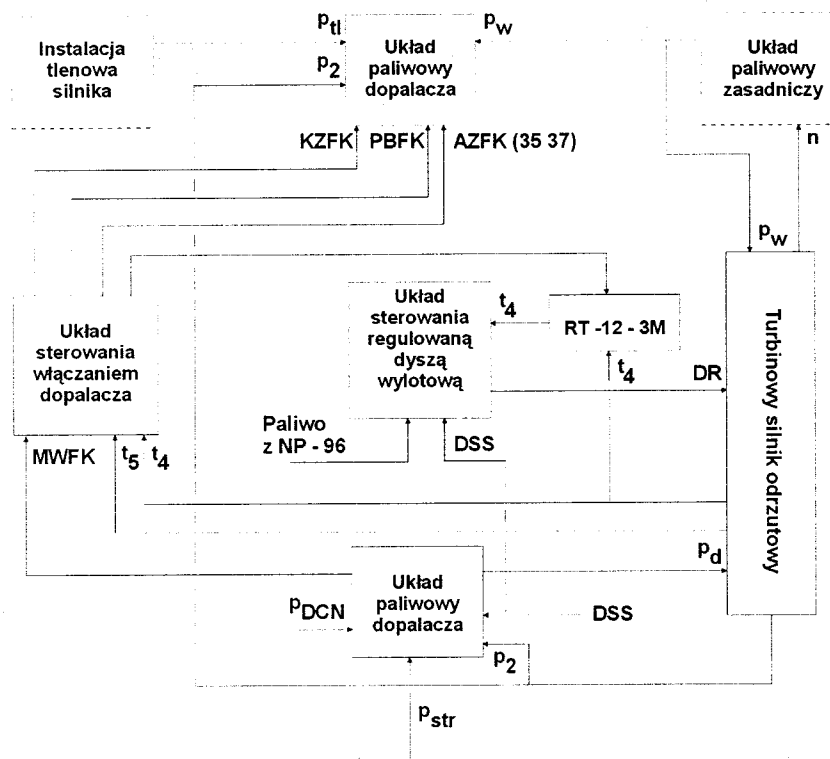 Instalacja
tlenowa
silnika
p_tl
p_2
Układ
paliwowy
dopalacza
p_w
Układ
paliwowy
zasadniczy
KZFK PBFK AZFK (35 37)
n
p_w
Układ
sterowania
włączaniem
dopalacza
Układ
sterowania
regulowaną
dyszą
wylotową
t_4
RT -12 - 3M
t_4
DR
Turbinowy silnik odrzutowy
Paliwo
z NP - 96
DSS
MWFK
t_5
t_4
p_DCN
Układ
paliwowy
dopalacza
p_d
DSS
p_2
p_str